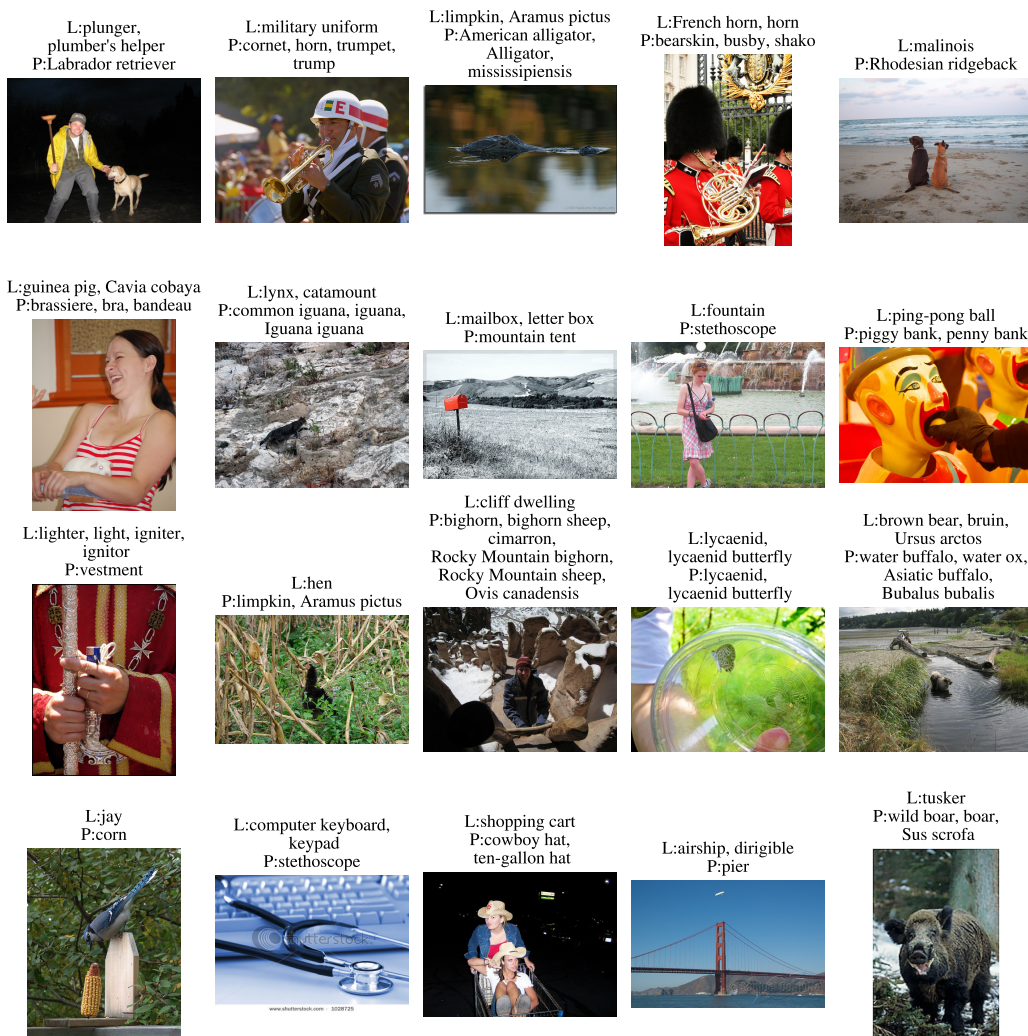 L:plunger,
plumber's helper
P:Labrador retriever
L:military uniform
P:cornet, horn, trumpet,
trump
L:limpkin, Aramus pictus
P:American alligator,
Alligator,
mississipiensis
L:French horn, horn
P:bearskin, busby, shako
L:malinois
P:Rhodesian ridgeback
E
L:guinea pig, Cavia cobaya
P:brassiere, bra, bandeau
L:lynx, catamount
P:common iguana, iguana,
Iguana iguana
L:mailbox, letter box
P:mountain tent
L:fountain
P:stethoscope
L:ping-pong ball
P:piggy bank, penny bank
L:lighter, light, igniter,
ignitor
P:vestment
L:hen
P:limpkin, Aramus pictus
L:cliff dwelling
P:bighorn, bighorn sheep,
cimarron,
Rocky Mountain bighorn,
Rocky Mountain sheep,
Ovis canadensis
L:lycaenid,
lycaenid butterfly
P:lycaenid,
lycaenid butterfly
L:brown bear, bruin,
Ursus arctos
P:water buffalo, water ox,
Asiatic buffalo,
Bubalus bubalis
L:jay
P:corn
L:computer keyboard,
keypad
P:stethoscope
L:shopping cart
P:cowboy hat,
ten-gallon hat
L:airship, dirigible
P:pier
L:tusker
P:wild boar, boar,
Sus scrofa
shutterstock
www.shutterstock.com · 1028725